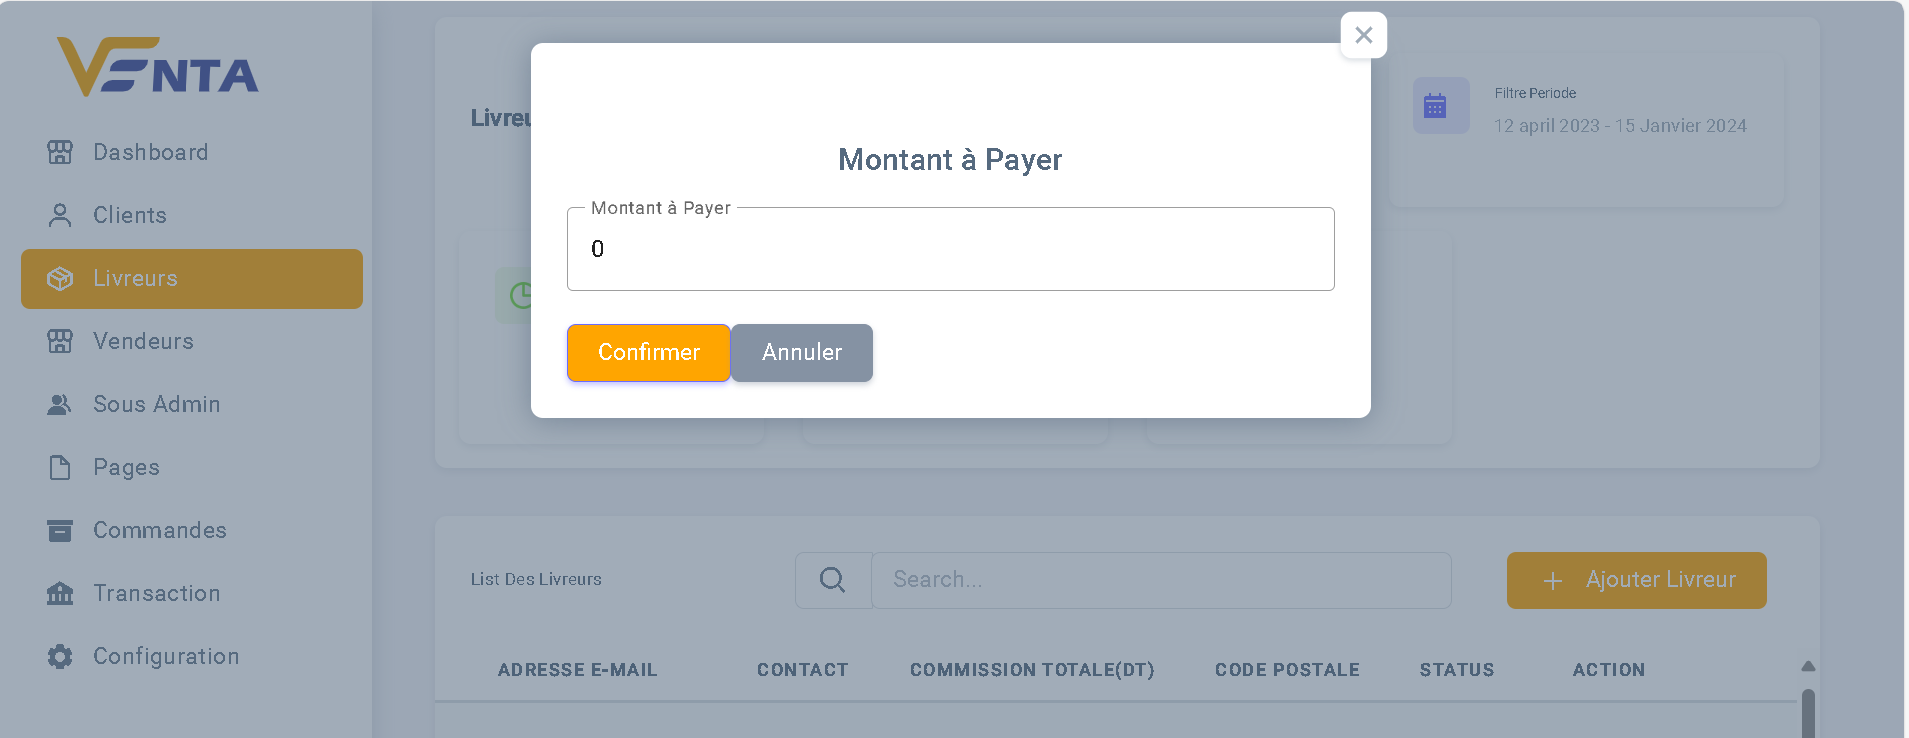 VENTA
Dashboard
Clients
Livreurs
Vendeurs
Sous Admin
Pages
Commandes
Transaction
Configuration
Montant à Payer
Montant à Payer
0
Confirmer
Annuler
Filtre Periode
12 april 2023 - 15 Janvier 2024
List Des Livreurs
Search...
Ajouter Livreur
ADRESSE E-MAIL CONTACT COMMISSION TOTALE(DT) CODE POSTALE STATUS ACTION